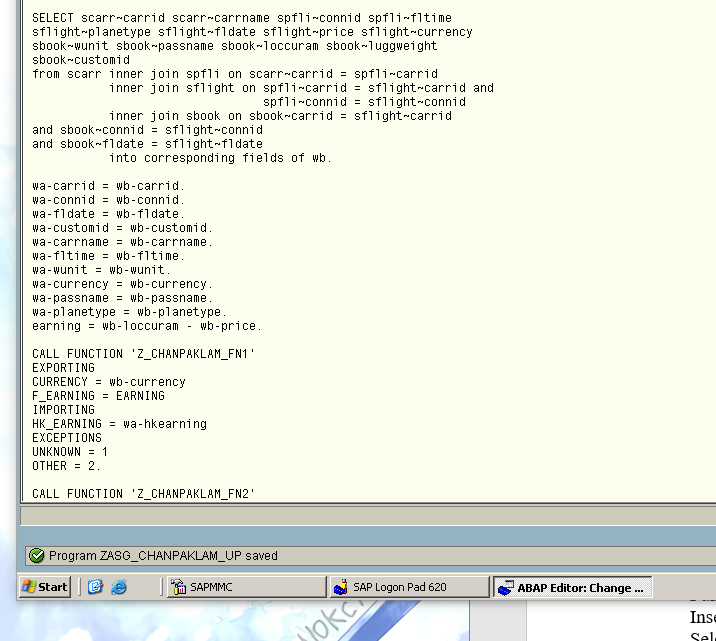 SELECT scarr~carrid scarr~carrname spfli~connid spfli~fltime
sflight~planetype sflight~fldate sflight~price sflight~currency
sbook~wunit sbook~passname sbook~loccuram sbook~luggweight
sbook~customid
from scarr inner join spfli on scarr~carrid = spfli~carrid
inner join sflight on spfli~carrid = sflight~carrid and
spfli~connid = sflight~connid
inner join sbook on sbook~carrid = sflight~carrid
and sbook~connid = sflight~connid
and sbook~fldate = sflight~fldate
into corresponding fields of wb.
wa-carrid = wb-carrid.
wa-connid = wb-connid.
wa-fldate = wb-fldate.
wa-customid = wb-customid.
wa-carrname = wb-carrname.
wa-fltime = wb-fltime.
wa-wunit = wb-wunit.
wa-currency = wb-currency.
wa-passname = wb-passname.
wa-planetype = wb-planetype.
earning = wb-loccuram - wb-price.
CALL FUNCTION 'Z_CHANPAKLAM_FN1'
EXPORTING
CURRENCY = wb-currency
F_EARNING = EARNING
IMPORTING
HK_EARNING = wa-hkearning
EXCEPTIONS
UNKNOWN = 1
OTHER = 2.
CALL FUNCTION 'Z_CHANPAKLAM_FN2'
Program ZASG_CHANPAKLAM_UP saved
Start
SAPMMC
SAP Logon Pad 620
ABAP Editor: Change ...
Inse
Sel